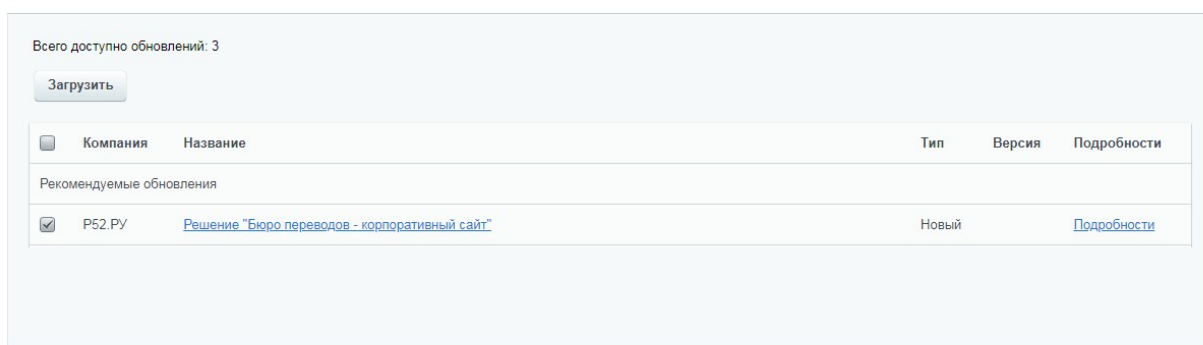 Всего доступно обновлений: 3
Загрузить
Компания Название Тип Версия Подробности
Рекомендуемые обновления
Р52.РУ Решение "Бюро переводов - корпоративный сайт" Новый Подробности